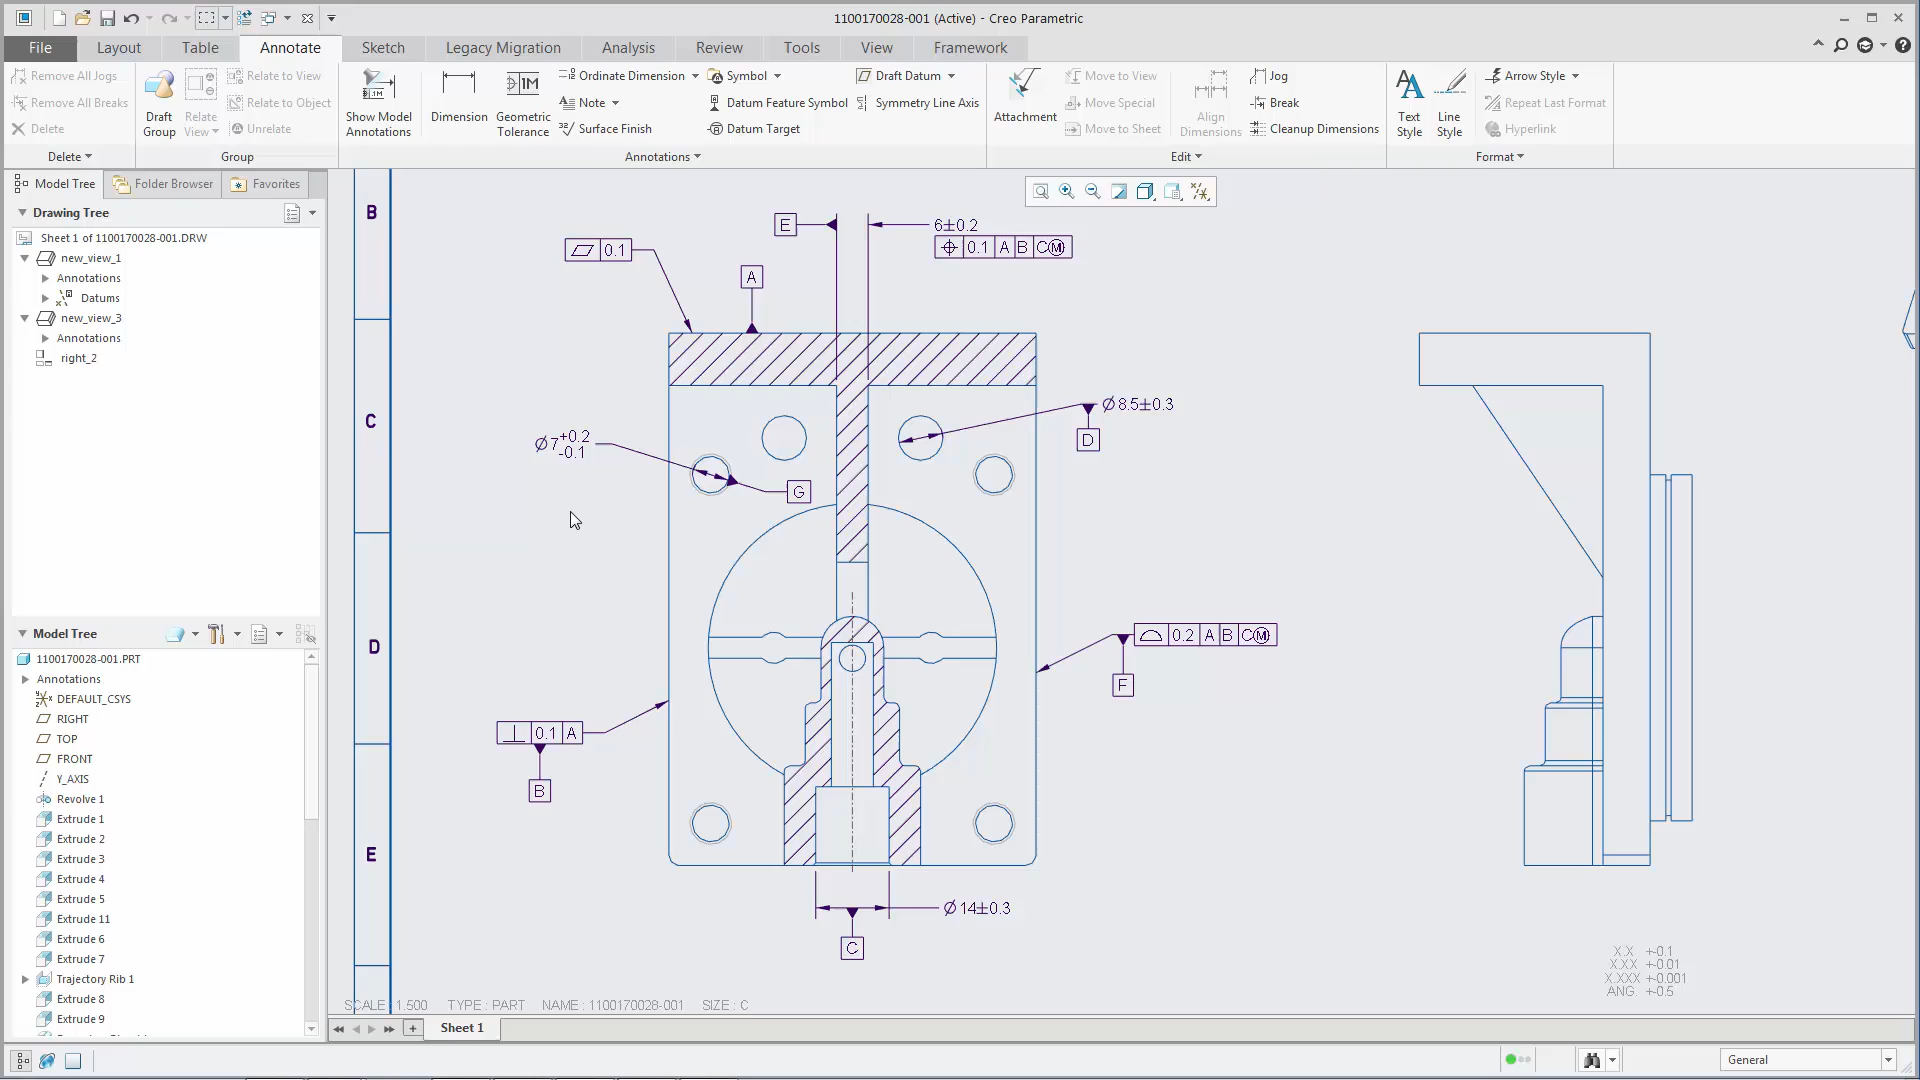 1100170028-001 (Active) - Creo Parametric
File Layout Table Annotate Sketch Legacy Migration Analysis Review Tools View Framework
Remove All Jogs
Remove All Breaks
Delete
Delete
Draft Group
Relate View
Relate to View
Relate to Object
Unrelate
Group
Show Model Annotations
Dimension
Geometric Tolerance
Ordinate Dimension
Note
Surface Finish
Symbol
Datum Feature Symbol
Datum Target
Draft Datum
Symmetry Line Axis
Annotations
Attachment
Move to View
Move Special
Move to Sheet
Align Dimensions
Jog
Break
Cleanup Dimensions
Edit
Text Style
Line Style
Arrow Style
Repeat Last Format
Hyperlink
Format
Model Tree Folder Browser Favorites
Drawing Tree
Sheet 1 of 1100170028-001.DRW
new_view_1
Annotations
Datums
new_view_3
Annotations
right_2
Model Tree
1100170028-001.PRT
Annotations
DEFAULT_CSYS
RIGHT
TOP
FRONT
Y_AXIS
Revolve 1
Extrude 1
Extrude 2
Extrude 3
Extrude 4
Extrude 5
Extrude 11
Extrude 6
Extrude 7
Trajectory Rib 1
Extrude 8
Extrude 9
B
C
D
E
E
6±0.2
⌖ 0.1 A B CⓂ
▱ 0.1
A
Ø8.5±0.3
D
Ø7+0.2
-0.1
G
⌓ 0.2 A B CⓂ
F
⊥ 0.1 A
B
Ø14±0.3
C
X.X +-0.1
X.XX +-0.01
X.XXX +-0.001
ANG. +-0.5
SCALE : 1.500 TYPE : PART NAME : 1100170028-001 SIZE : C
Sheet 1
General